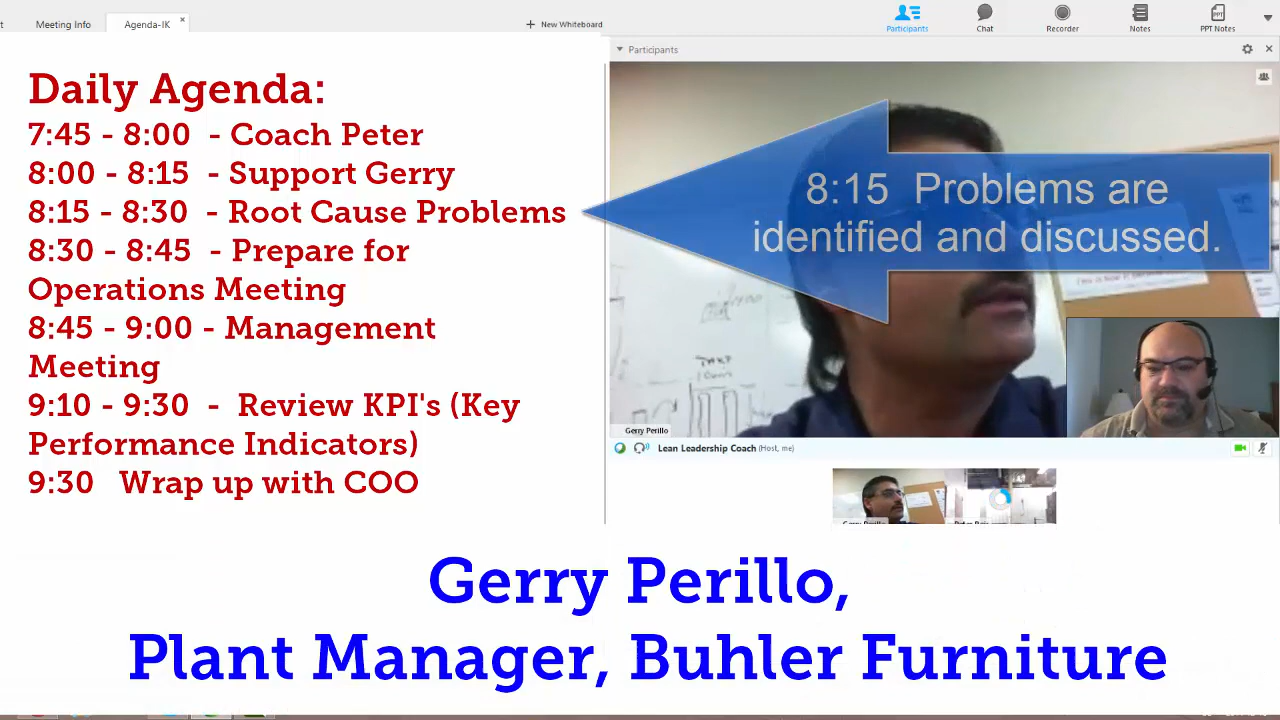 Meeting Info
Agenda-IK
New Whiteboard
Participants
Chat
Recorder
Notes
PPT Notes
Participants
Daily Agenda:
7:45 - 8:00 - Coach Peter
8:00 - 8:15 - Support Gerry
8:15 - 8:30 - Root Cause Problems
8:30 - 8:45 - Prepare for
Operations Meeting
8:45 - 9:00 - Management
Meeting
9:10 - 9:30 - Review KPI's (Key
Performance Indicators)
9:30 Wrap up with COO
8:15 Problems are
identified and discussed.
Gerry Perillo
Lean Leadership Coach (Host, me)
Gerry Perillo,
Plant Manager, Buhler Furniture